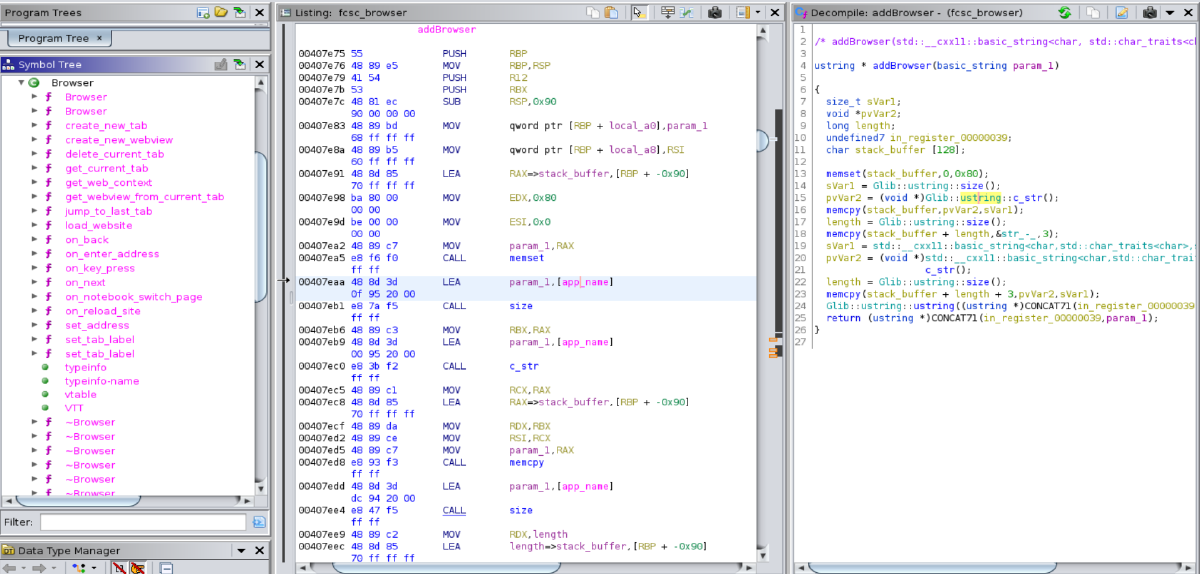 Program Trees
Program Tree ×
Symbol Tree
Browser
f Browser
f Browser
f create_new_tab
f create_new_webview
f delete_current_tab
f get_current_tab
f get_web_context
f get_webview_from_current_tab
f jump_to_last_tab
f load_website
f on_back
f on_enter_address
f on_key_press
f on_next
f on_notebook_switch_page
f on_reload_site
f set_address
f set_tab_label
f set_tab_label
typeinfo
typeinfo-name
vtable
VTT
f ~Browser
f ~Browser
f ~Browser
f ~Browser
f ~Browser
f ~Browser
Filter:
Data Type Manager
Listing: fcsc_browser
addBrowser
00407e75 55 PUSH RBP
00407e76 48 89 e5 MOV RBP,RSP
00407e79 41 54 PUSH R12
00407e7b 53 PUSH RBX
00407e7c 48 81 ec SUB RSP,0x90
90 00 00 00
00407e83 48 89 bd MOV qword ptr [RBP + local_a0],param_1
68 ff ff ff
00407e8a 48 89 b5 MOV qword ptr [RBP + local_a8],RSI
60 ff ff ff
00407e91 48 8d 85 LEA RAX=>stack_buffer,[RBP + -0x90]
70 ff ff ff
00407e98 ba 80 00 MOV EDX,0x80
00 00
00407e9d be 00 00 MOV ESI,0x0
00 00
00407ea2 48 89 c7 MOV param_1,RAX
00407ea5 e8 f6 f0 CALL memset
ff ff
00407eaa 48 8d 3d LEA param_1,[app_name]
0f 95 20 00
00407eb1 e8 7a f5 CALL size
ff ff
00407eb6 48 89 c3 MOV RBX,RAX
00407eb9 48 8d 3d LEA param_1,[app_name]
00 95 20 00
00407ec0 e8 3b f2 CALL c_str
ff ff
00407ec5 48 89 c1 MOV RCX,RAX
00407ec8 48 8d 85 LEA RAX=>stack_buffer,[RBP + -0x90]
70 ff ff ff
00407ecf 48 89 da MOV RDX,RBX
00407ed2 48 89 ce MOV RSI,RCX
00407ed5 48 89 c7 MOV param_1,RAX
00407ed8 e8 93 f3 CALL memcpy
ff ff
00407edd 48 8d 3d LEA param_1,[app_name]
dc 94 20 00
00407ee4 e8 47 f5 CALL size
ff ff
00407ee9 48 89 c2 MOV RDX,length
00407eec 48 8d 85 LEA length=>stack_buffer,[RBP + -0x90]
70 ff ff ff
Decompile: addBrowser - (fcsc_browser)
1
2 /* addBrowser(std::__cxx11::basic_string<char, std::char_traits<c
3
4 ustring * addBrowser(basic_string param_1)
5
6 {
7 size_t sVar1;
8 void *pvVar2;
9 long length;
10 undefined7 in_register_00000039;
11 char stack_buffer [128];
12
13 memset(stack_buffer,0,0x80);
14 sVar1 = Glib::ustring::size();
15 pvVar2 = (void *)Glib::ustring::c_str();
16 memcpy(stack_buffer,pvVar2,sVar1);
17 length = Glib::ustring::size();
18 memcpy(stack_buffer + length,&str_-_,3);
19 sVar1 = std::__cxx11::basic_string<char,std::char_traits<char>,
20 pvVar2 = (void *)std::__cxx11::basic_string<char,std::char_trai
21 c_str();
22 length = Glib::ustring::size();
23 memcpy(stack_buffer + length + 3,pvVar2,sVar1);
24 Glib::ustring::ustring((ustring *)CONCAT71(in_register_00000039
25 return (ustring *)CONCAT71(in_register_00000039,param_1);
26 }
27